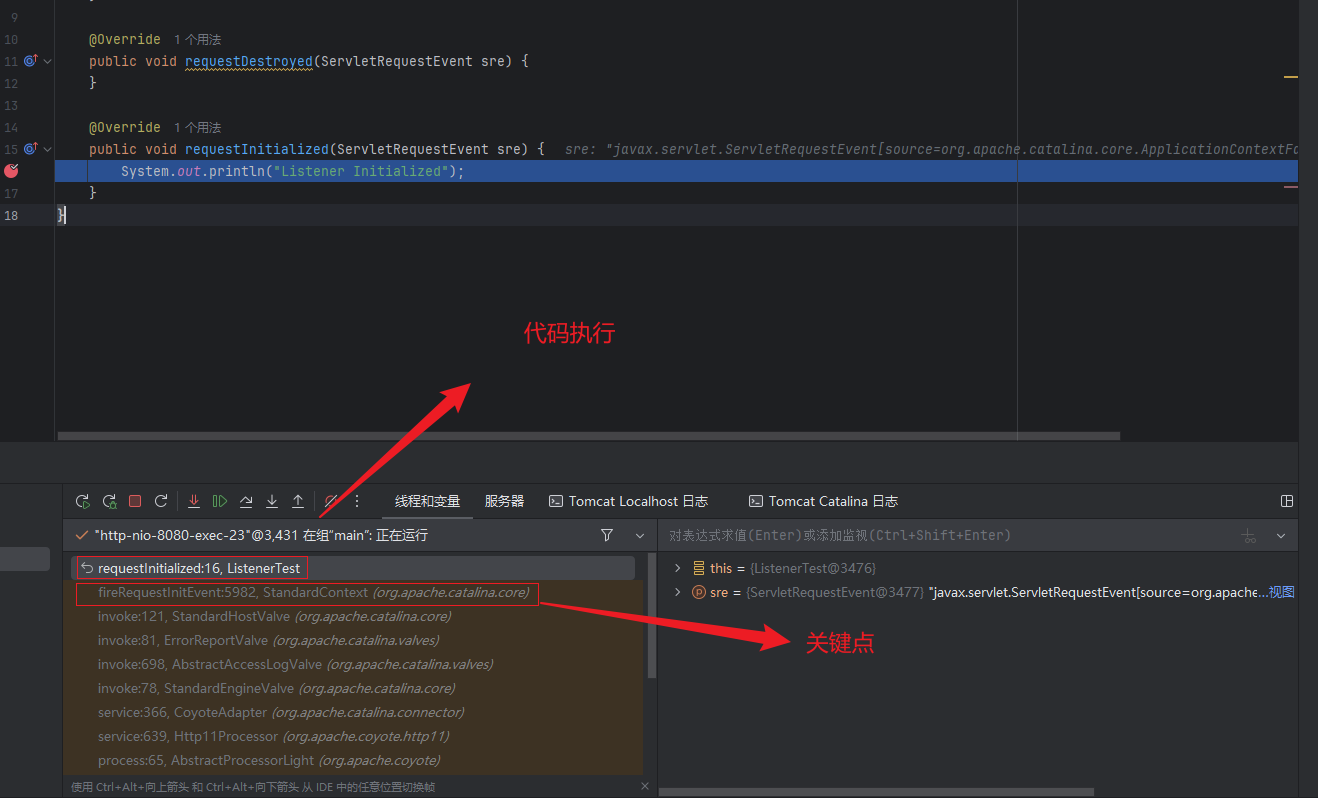 9
10 @Override 1 个用法
11 public void requestDestroyed(ServletRequestEvent sre) {
12 }
13
14 @Override 1 个用法
15 public void requestInitialized(ServletRequestEvent sre) { sre: "javax.servlet.ServletRequestEvent[source=org.apache.catalina.core.ApplicationContextFa
System.out.println("Listener Initialized");
17 }
18 }
代码执行
线程和变量 服务器 Tomcat Localhost 日志 Tomcat Catalina 日志
"http-nio-8080-exec-23"@3,431 在组"main": 正在运行
对表达式求值(Enter)或添加监视(Ctrl+Shift+Enter)
requestInitialized:16, ListenerTest
this = {ListenerTest@3476}
fireRequestInitEvent:5982, StandardContext (org.apache.catalina.core)
sre = {ServletRequestEvent@3477} "javax.servlet.ServletRequestEvent[source=org.apache...视图
invoke:121, StandardHostValve (org.apache.catalina.core)
invoke:81, ErrorReportValve (org.apache.catalina.valves)
关键点
invoke:698, AbstractAccessLogValve (org.apache.catalina.valves)
invoke:78, StandardEngineValve (org.apache.catalina.core)
service:366, CoyoteAdapter (org.apache.catalina.connector)
service:639, Http11Processor (org.apache.coyote.http11)
process:65, AbstractProcessorLight (org.apache.coyote)
使用 Ctrl+Alt+向上箭头 和 Ctrl+Alt+向下箭头 从 IDE 中的任意位置切换帧